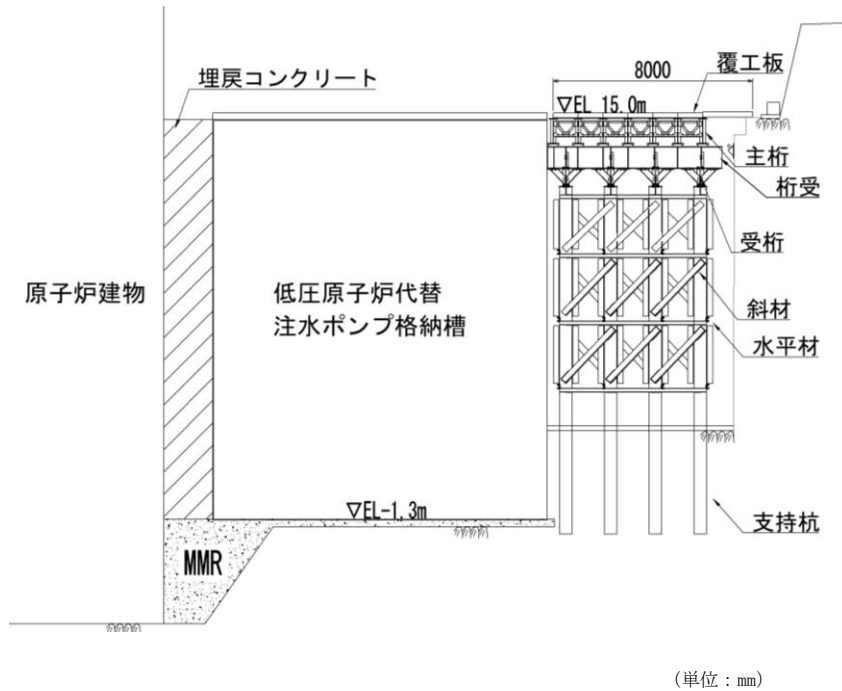 埋戻コンクリート
8000
覆工板
▽EL 15.0m
主桁
桁受
受桁
原子炉建物
低圧原子炉代替
注水ポンプ格納槽
斜材
水平材
▽EL-1.3m
支持杭
MMR
(単位:mm)